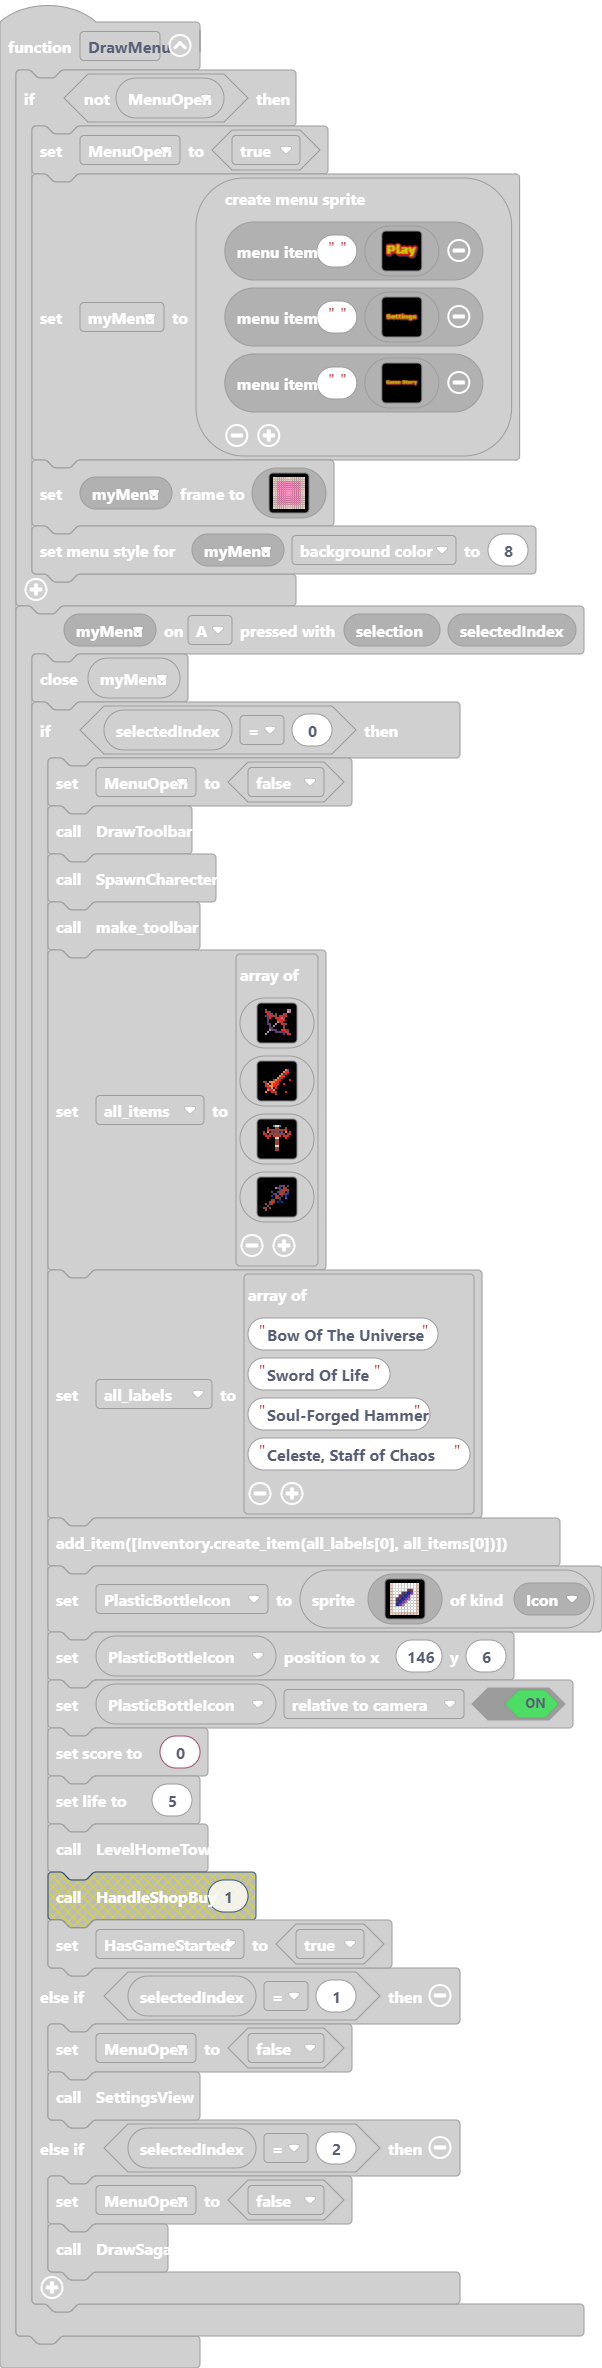 function DrawMenu
if not MenuOpen then
set MenuOpen to true
create menu sprite
menu item " " Play
menu item " " Settings
set myMenu to
menu item " " Game Story
set myMenu frame to
set menu style for myMenu background color to 8
myMenu on A pressed with selection selectedIndex
close myMenu
if selectedIndex = 0 then
set MenuOpen to false
call DrawToolbar
call SpawnCharecter
call make_toolbar
array of
set all_items to
array of
"Bow Of The Universe"
"Sword Of Life "
set all_labels to
"Soul-Forged Hammer"
"Celeste, Staff of Chaos "
add_item([Inventory.create_item(all_labels[0], all_items[0])])
set PlasticBottleIcon to sprite of kind Icon
set PlasticBottleIcon position to x 146 y 6
set PlasticBottleIcon relative to camera ON
set score to 0
set life to 5
call LevelHomeTow
call HandleShopBuy 1
set HasGameStarted to true
else if selectedIndex = 1 then
set MenuOpen to false
call SettingsView
else if selectedIndex = 2 then
set MenuOpen to false
call DrawSaga